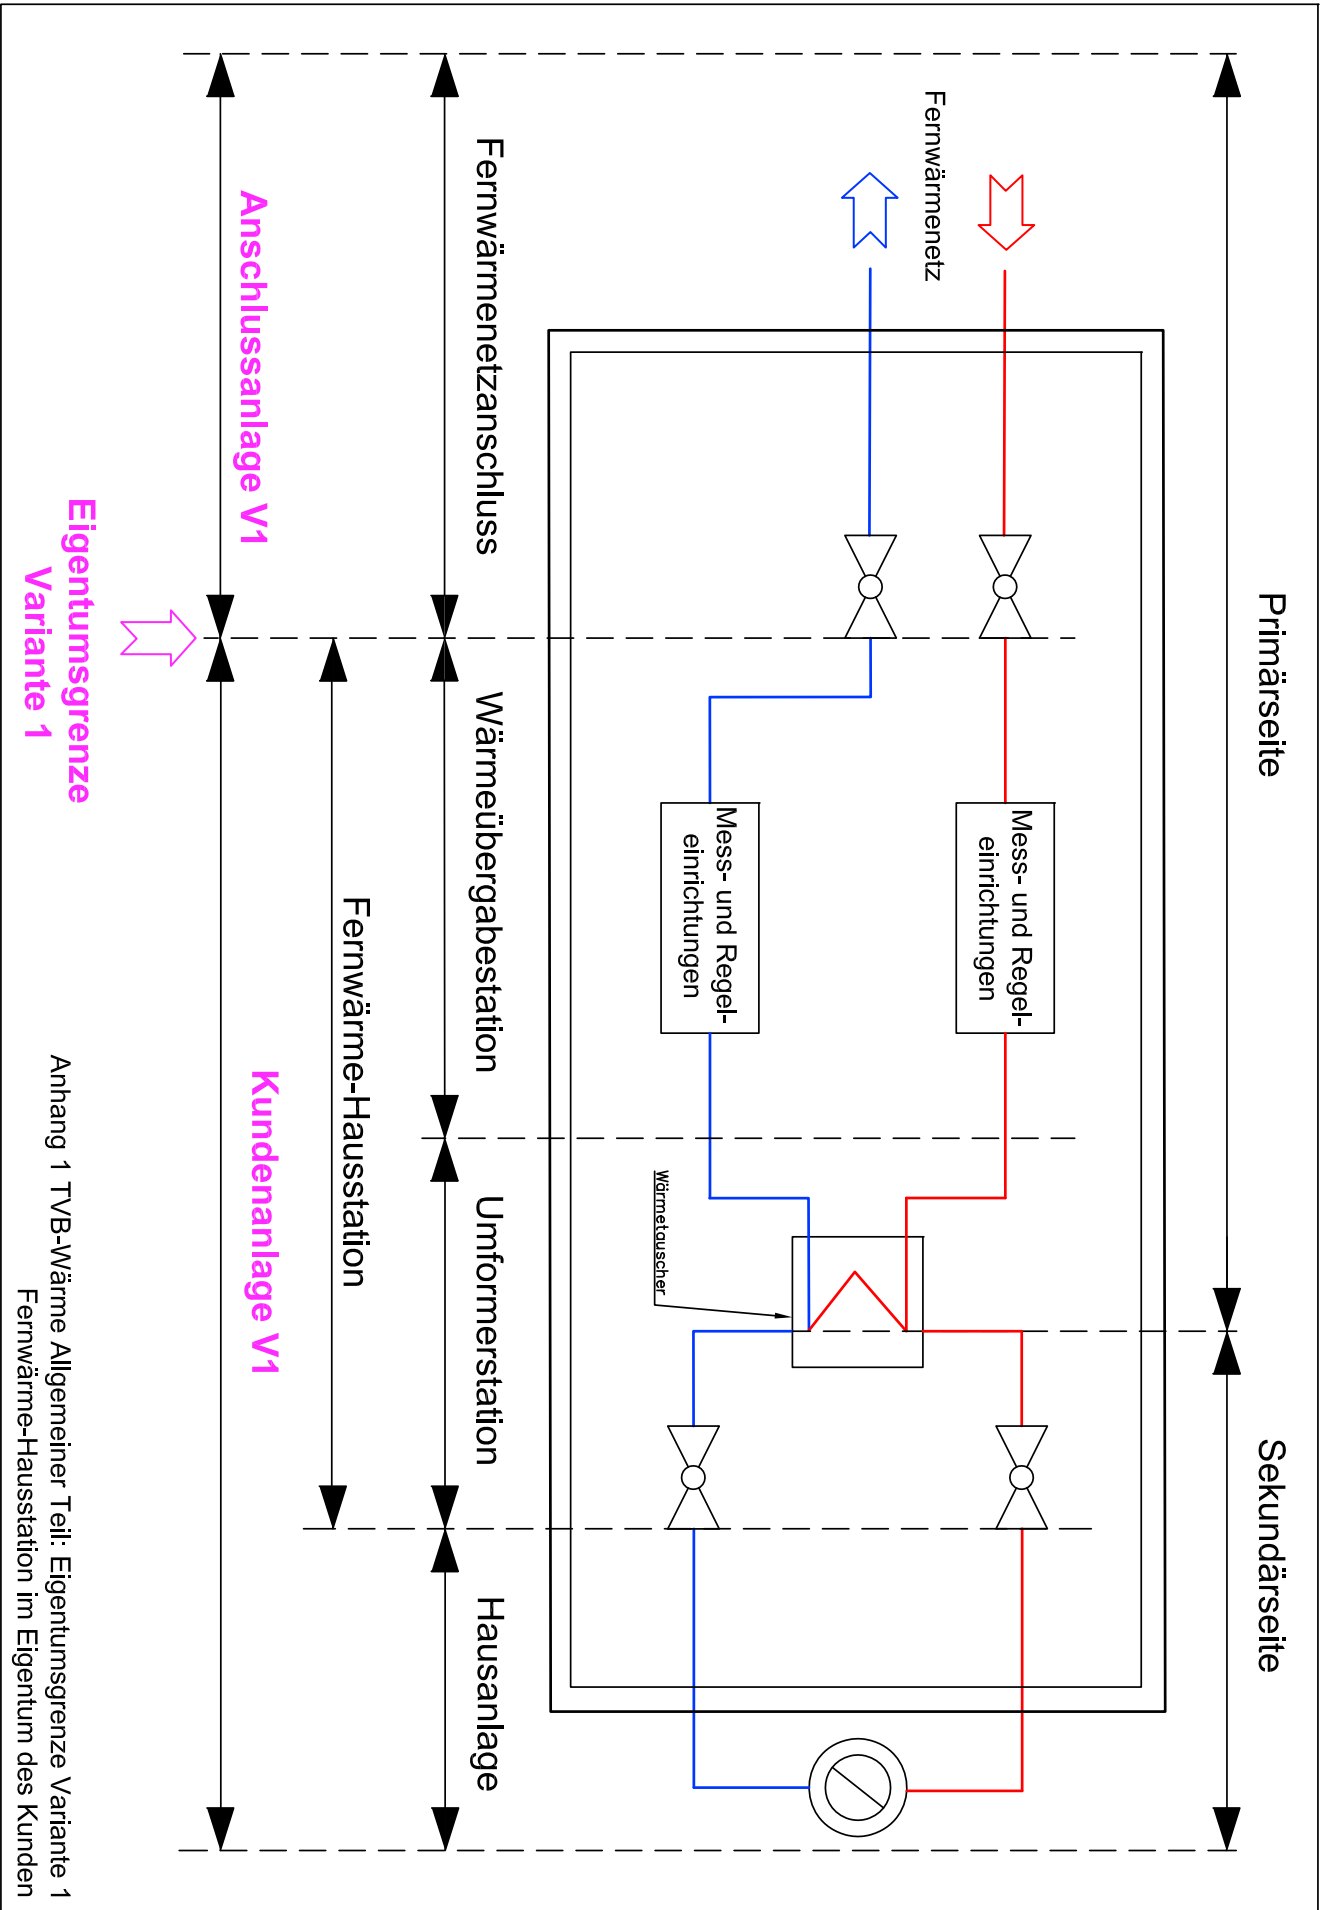 Primärseite
Sekundärseite
Fernwärmenetz
Mess- und Regel-
einrichtungen
Mess- und Regel-
einrichtungen
Wärmetauscher
Fernwärmenetzanschluss
Wärmeübergabestation
Umformerstation
Hausanlage
Fernwärme-Hausstation
Anschlussanlage V1
Kundenanlage V1
Eigentumsgrenze
Variante 1
Anhang 1 TVB-Wärme Allgemeiner Teil: Eigentumsgrenze Variante 1
Fernwärme-Hausstation im Eigentum des Kunden